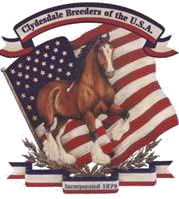 Clydesdale Breeders of the U.S.A.
Incorporated 1879